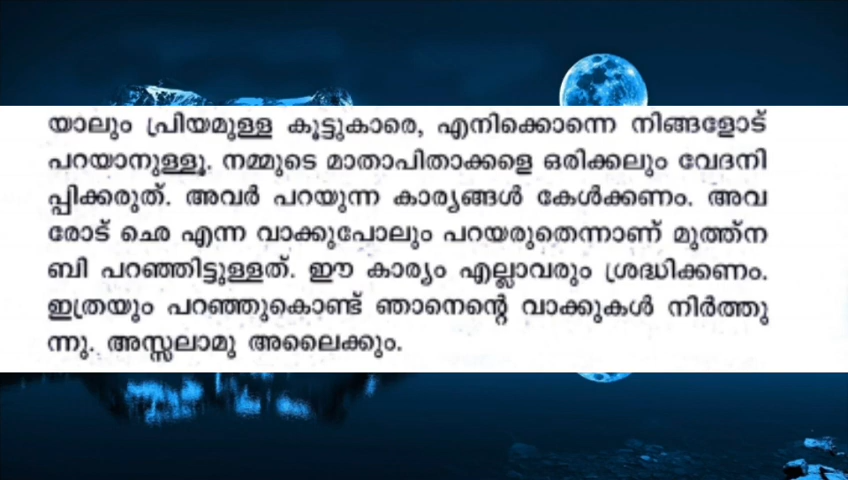 യാലും പ്രിയമുള്ള കൂട്ടുകാരെ, എനിക്കൊന്നെ നിങ്ങളോട്
പറയാനുള്ളൂ. നമ്മുടെ മാതാപിതാക്കളെ ഒരിക്കലും വേദനി
പ്പിക്കരുത്. അവർ പറയുന്ന കാര്യങ്ങൾ കേൾക്കണം. അവ
രോട് ഛെ എന്ന വാക്കുപോലും പറയരുതെന്നാണ് മുത്ത്ന
ബി പറഞ്ഞിട്ടുള്ളത്. ഈ കാര്യം എല്ലാവരും ശ്രദ്ധിക്കണം.
ഇത്രയും പറഞ്ഞുകൊണ്ട് ഞാനെന്റെ വാക്കുകൾ നിർത്തു
ന്നു. അസ്സലാമു അലൈക്കും.